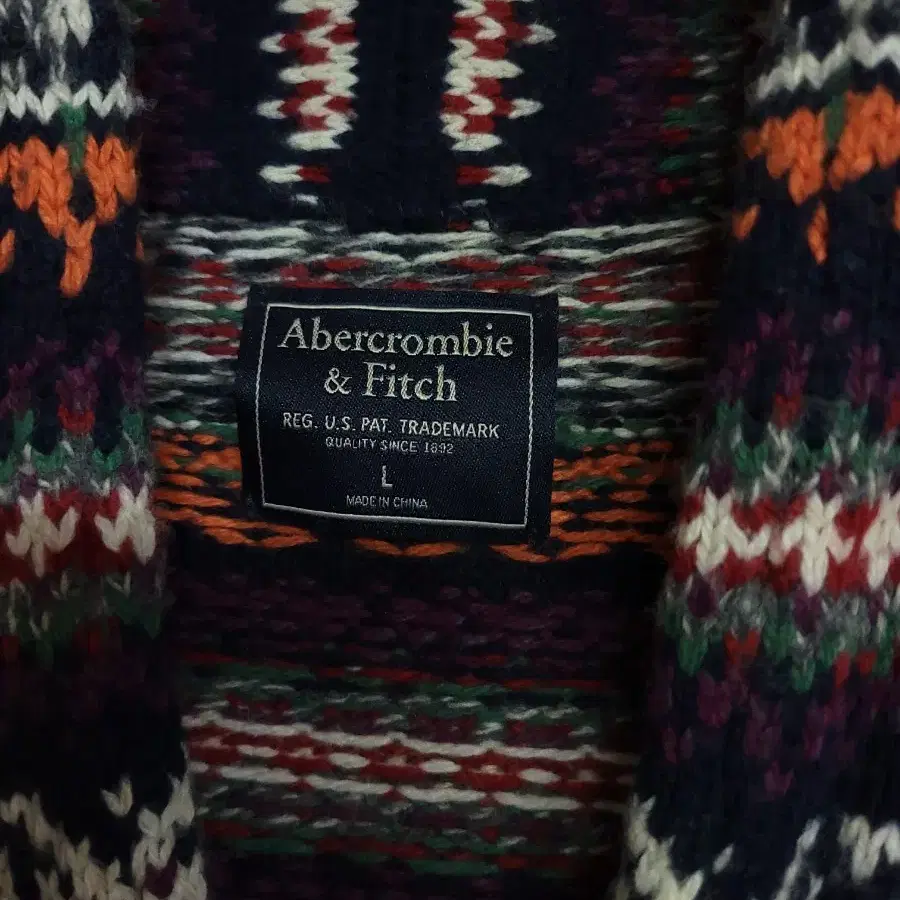 Abercrombie
& Fitch
REG. U.S. PAT. TRADEMARK
QUALITY SINCE 1892
L
MADE IN CHINA